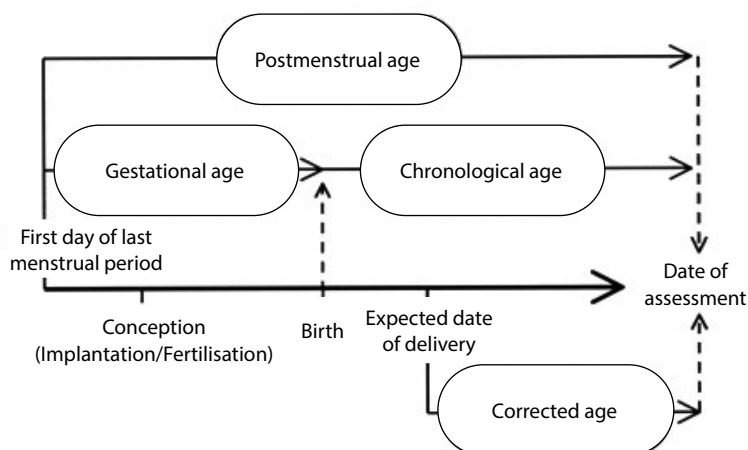 Postmenstrual age
Gestational age
Chronological age
First day of last
menstrual period
Conception
(Implantation/Fertilisation)
Birth
Expected date
of delivery
Date of
assessment
Corrected age